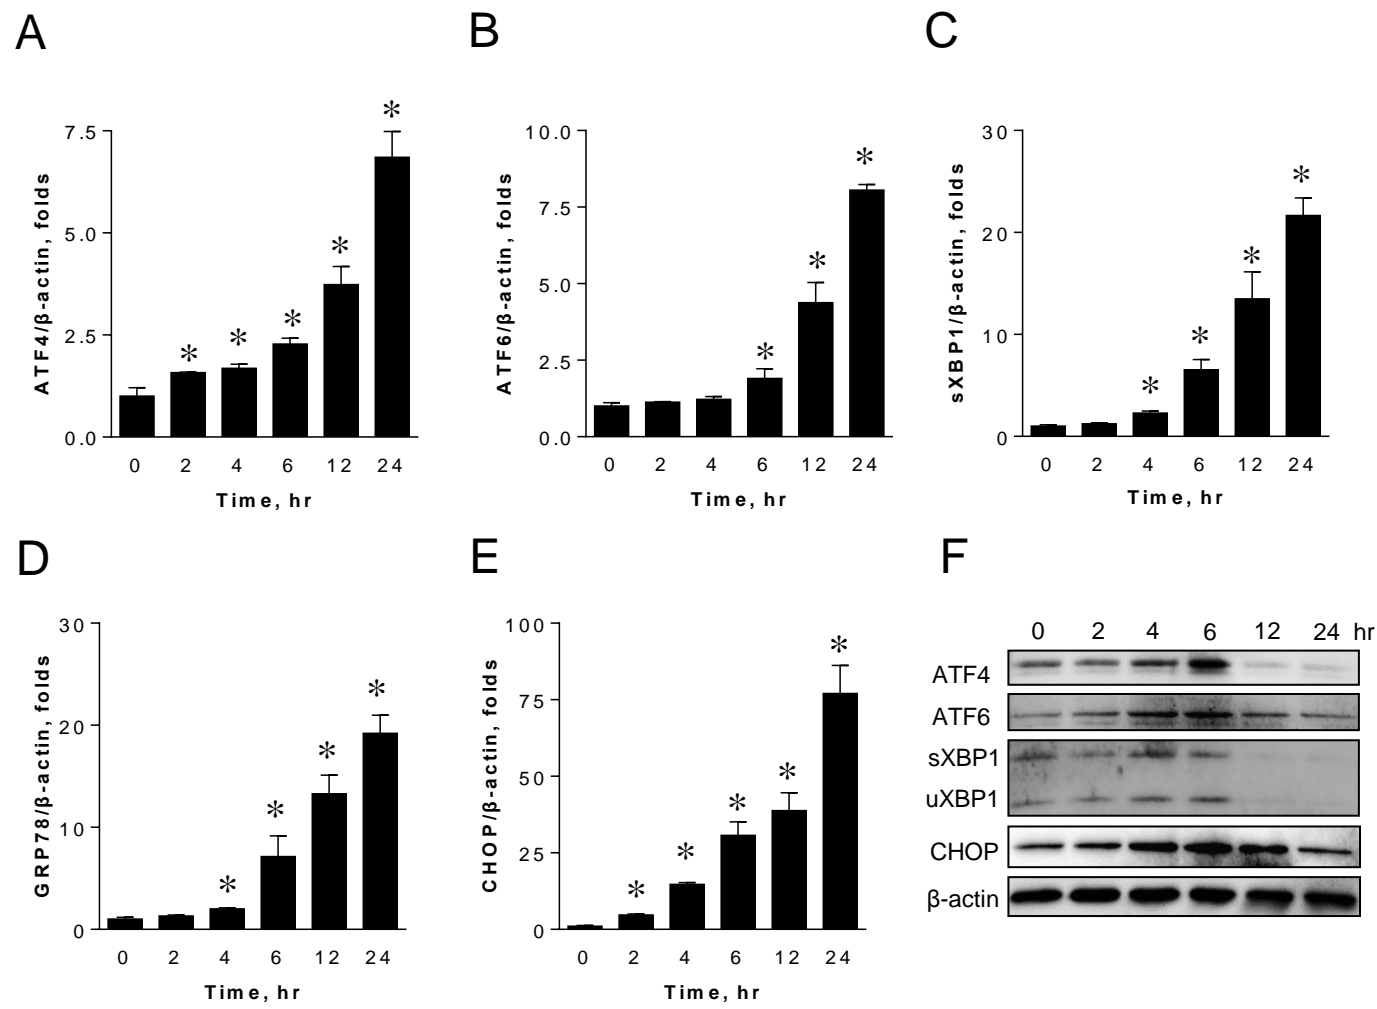 A
B
C
ATF4/β-actin, folds
7.5
5.0
2.5
0.0
* * * * *
0 2 4 6 12 24
Time, hr
ATF6/β-actin, folds
10.0
7.5
5.0
2.5
0.0
* * *
0 2 4 6 12 24
Time, hr
sXBP1/β-actin, folds
30
20
10
0
* * * *
0 2 4 6 12 24
Time, hr
D
E
F
GRP78/β-actin, folds
30
20
10
0
* * * *
0 2 4 6 12 24
Time, hr
CHOP/β-actin, folds
100
75
50
25
0
* * * * *
0 2 4 6 12 24
Time, hr
0 2 4 6 12 24 hr
ATF4
ATF6
sXBP1
uXBP1
CHOP
β-actin